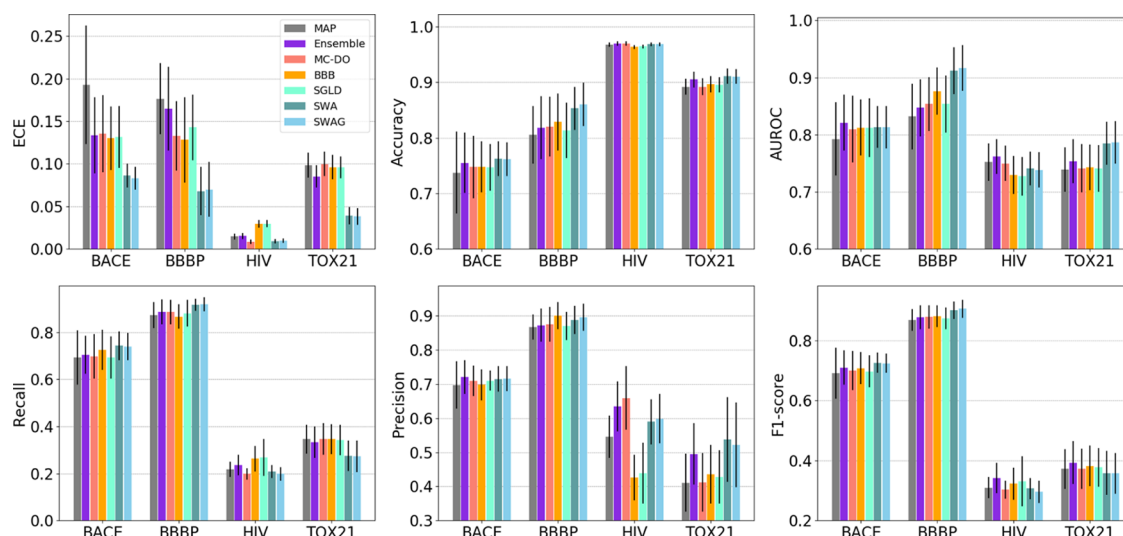 ECE
0.25
0.20
0.15
0.10
0.05
0.00
BACE BBBP HIV TOX21
MAP
Ensemble
MC-DO
BBB
SGLD
SWA
SWAG
Accuracy
1.0
0.9
0.8
0.7
0.6
BACE BBBP HIV TOX21
AUROC
1.0
0.9
0.8
0.7
0.6
BACE BBBP HIV TOX21
Recall
0.8
0.6
0.4
0.2
0.0
BACE BBBP HIV TOX21
Precision
0.9
0.8
0.7
0.6
0.5
0.4
0.3
BACE BBBP HIV TOX21
F1-score
0.8
0.6
0.4
0.2
BACE BBBP HIV TOX21